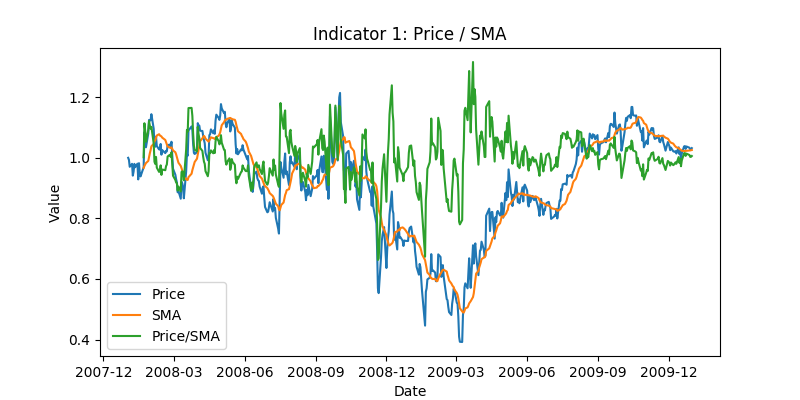 Indicator 1: Price / SMA
Value
1.2
1.0
0.8
0.6
0.4
Price
SMA
Price/SMA
2007-12 2008-03 2008-06 2008-09 2008-12 2009-03 2009-06 2009-09 2009-12
Date